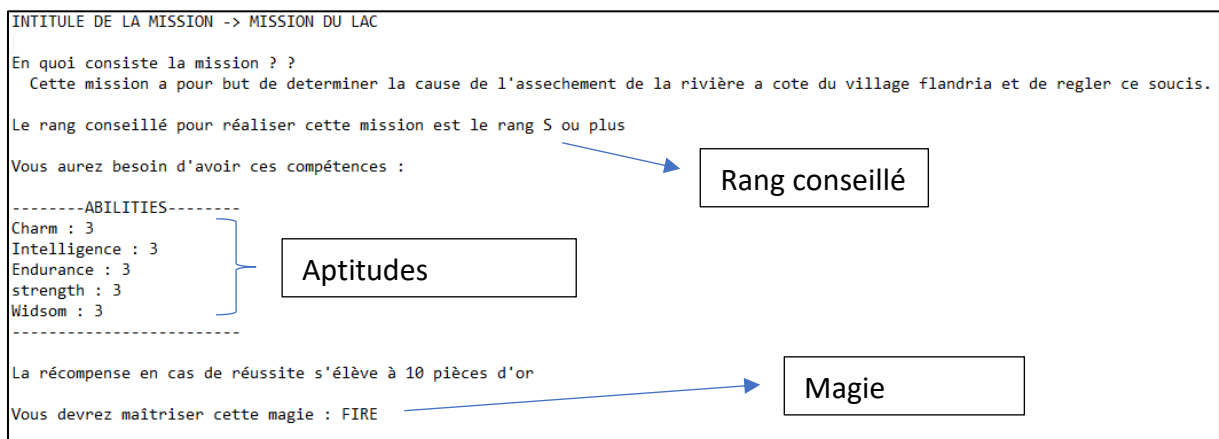 INTITULE DE LA MISSION -> MISSION DU LAC
En quoi consiste la mission ? ?
Cette mission a pour but de determiner la cause de l'assechement de la rivière a cote du village flandria et de regler ce soucis.
Le rang conseillé pour réaliser cette mission est le rang S ou plus
Rang conseillé
Vous aurez besoin d'avoir ces compétences :
--------ABILITIES--------
Charm : 3
Intelligence : 3
Endurance : 3
strength : 3
Widsom : 3
-------------------------
Aptitudes
La récompense en cas de réussite s'élève à 10 pièces d'or
Vous devrez maîtriser cette magie : FIRE
Magie